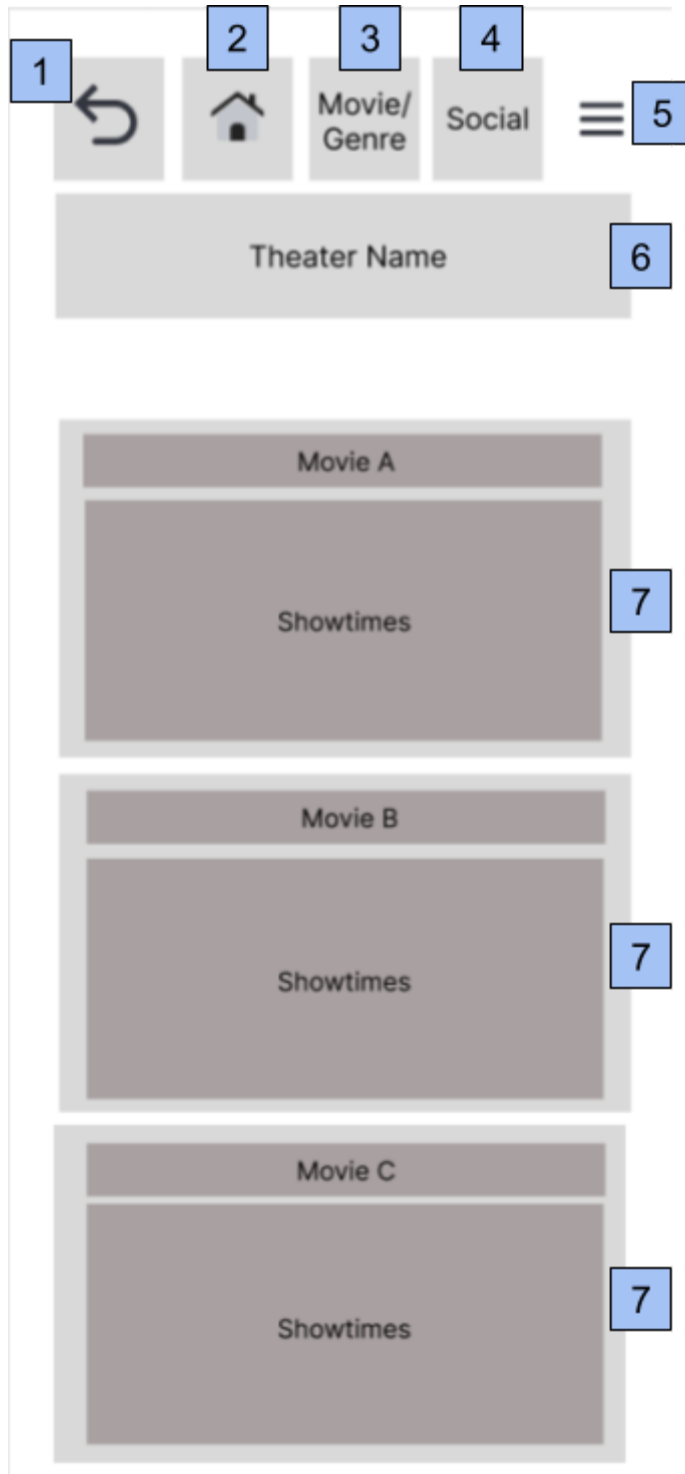 1
2
3
4
5
Movie/
Genre
Social
Theater Name
6
Movie A
Showtimes
7
Movie B
Showtimes
7
Movie C
Showtimes
7